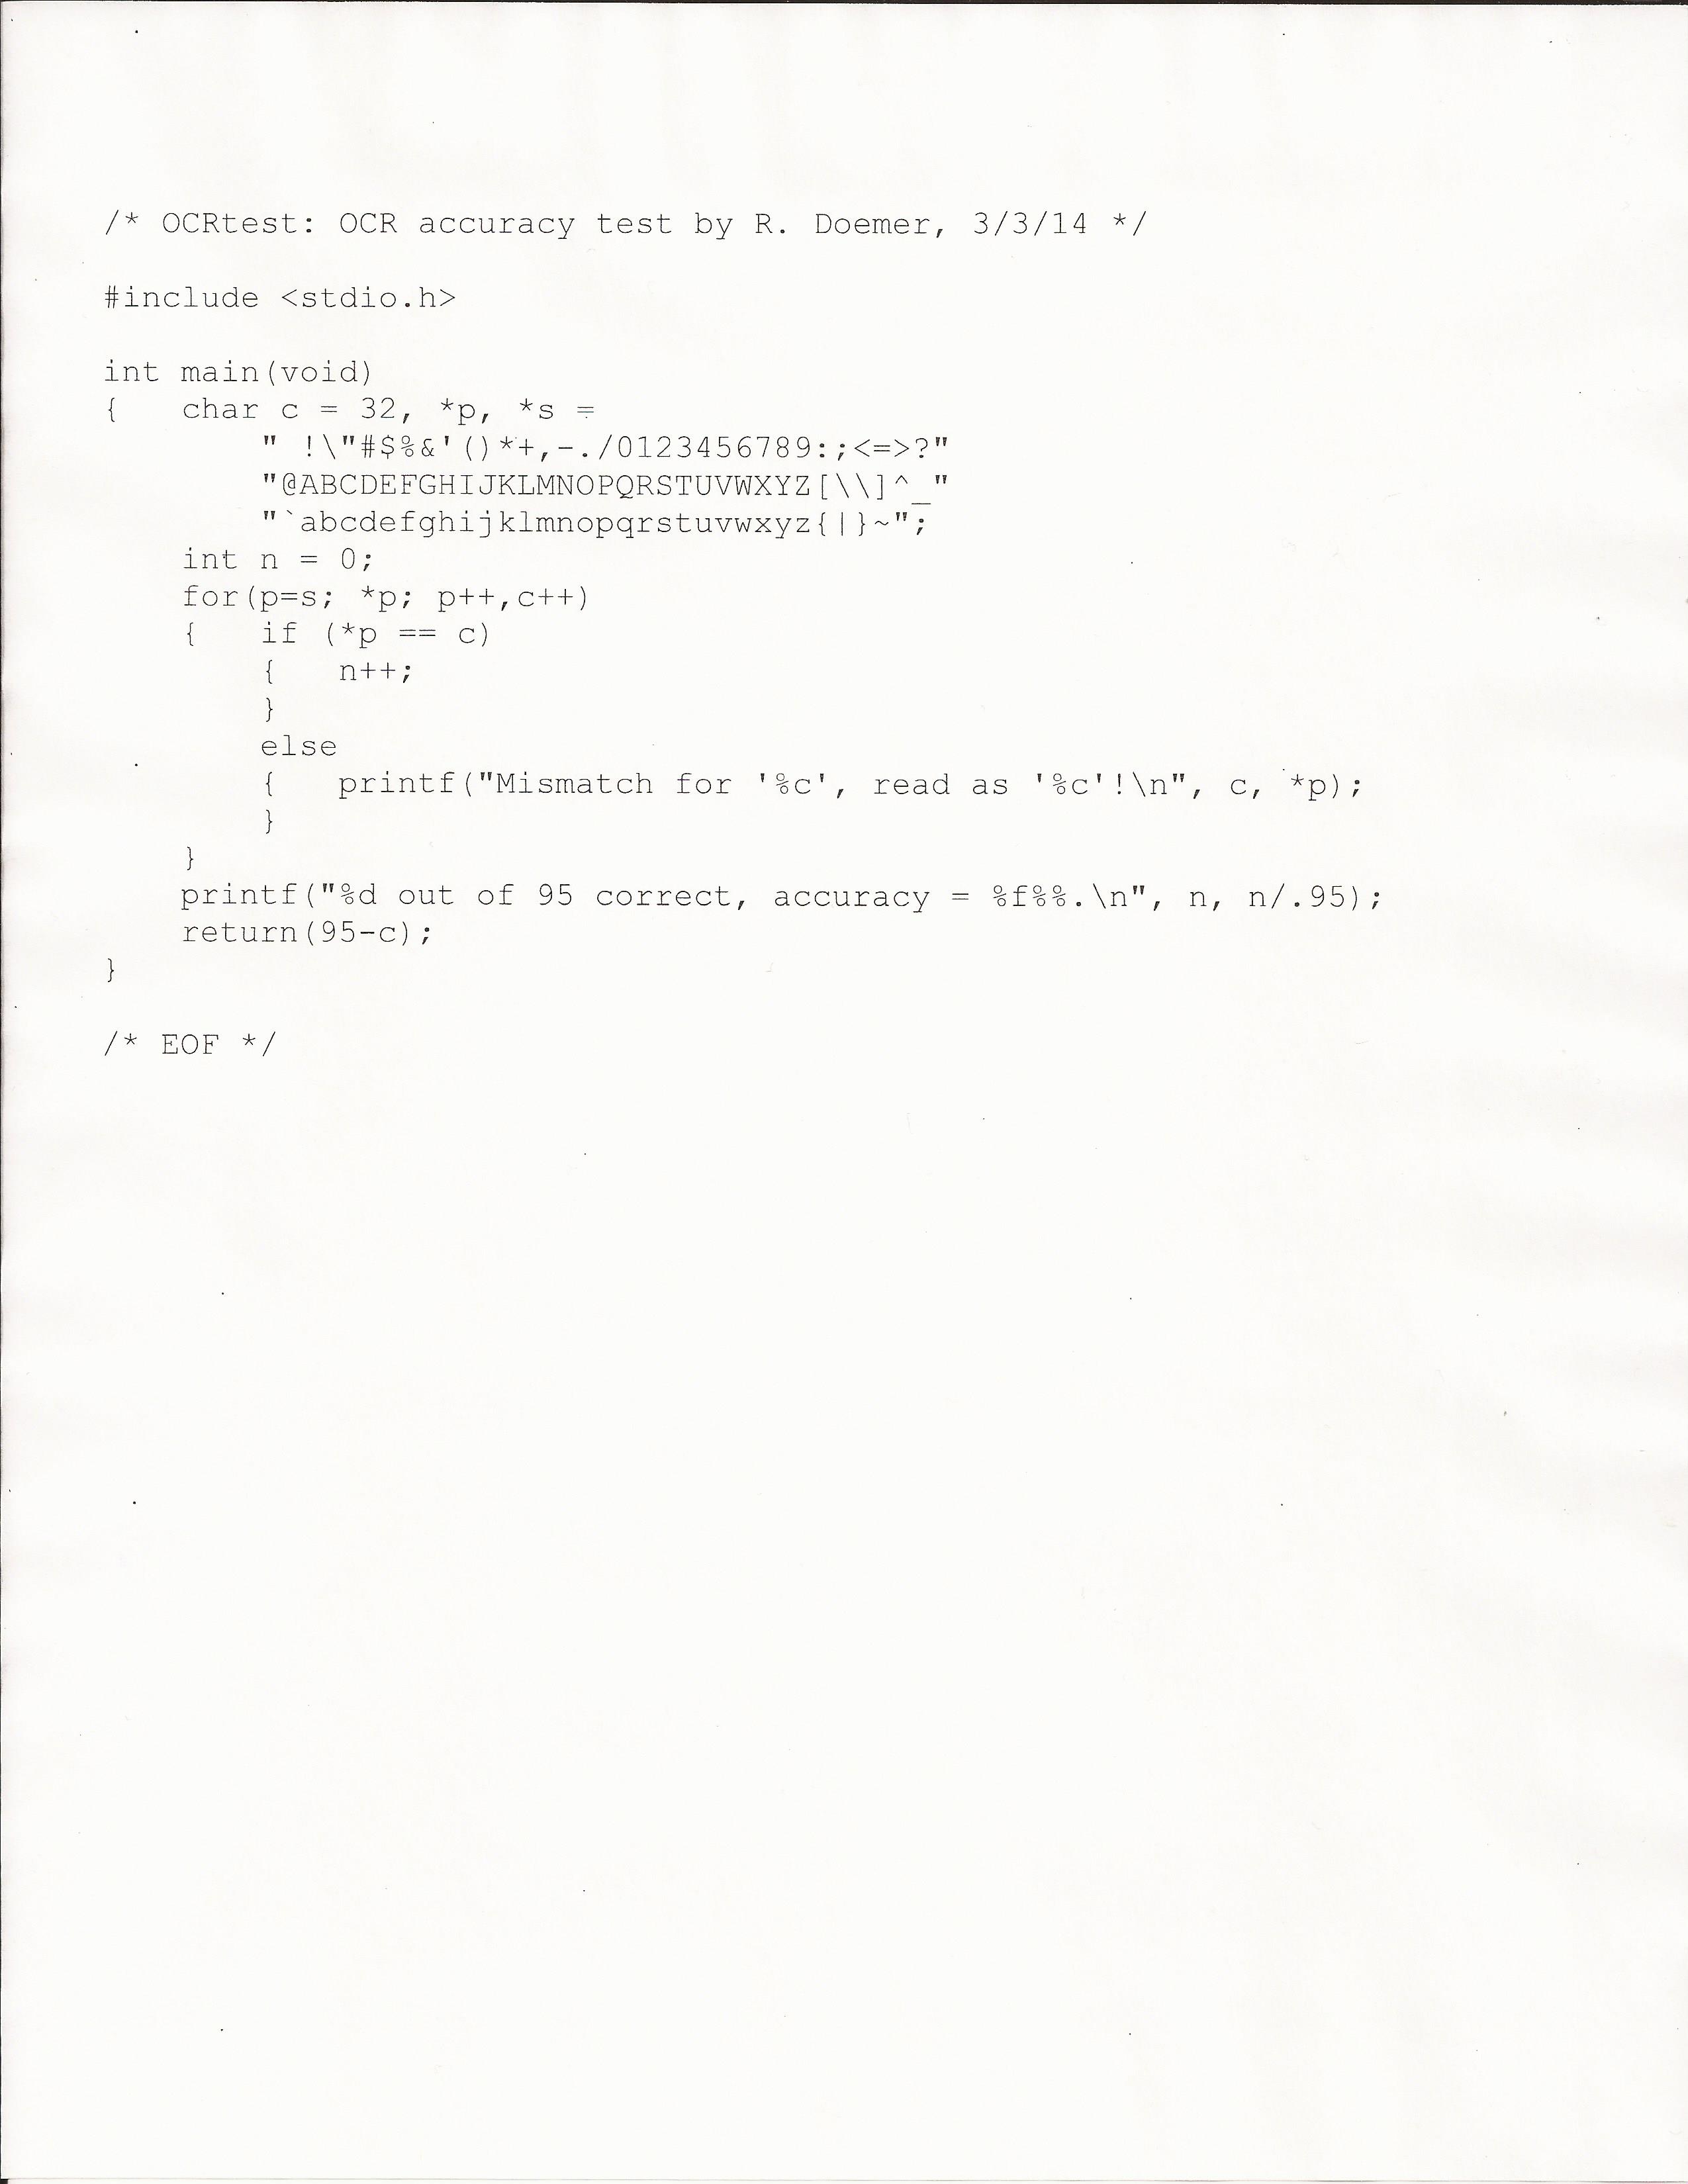 /* OCRtest: OCR accuracy test by R. Doemer, 3/3/14 */

#include <stdio.h>

int main(void)
{   char c = 32, *p, *s =
        " !\"#$%&'()*+,-./0123456789:;<=>?"
        "@ABCDEFGHIJKLMNOPQRSTUVWXYZ[\\]^_"
        "`abcdefghijklmnopqrstuvwxyz{|}~";
    int n = 0;
    for(p=s; *p; p++,c++)
    {   if (*p == c)
        {   n++;
        }
        else
        {   printf("Mismatch for '%c', read as '%c'!\n", c, *p);
        }
    }
    printf("%d out of 95 correct, accuracy = %f%%.\n", n, n/.95);
    return(95-c);
}

/* EOF */